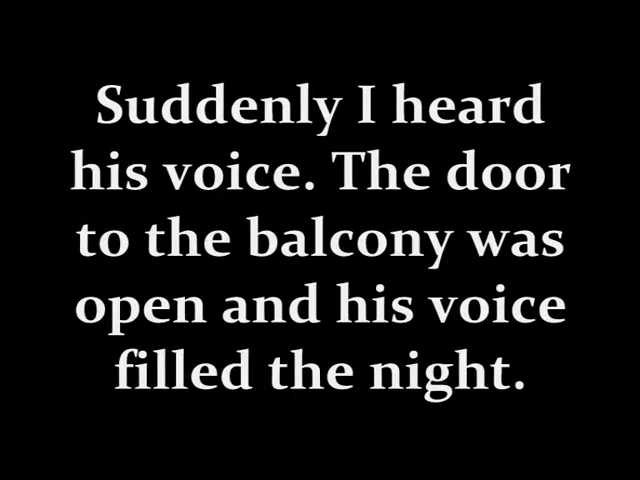 Suddenly I heard
his voice. The door
to the balcony was
open and his voice
filled the night.